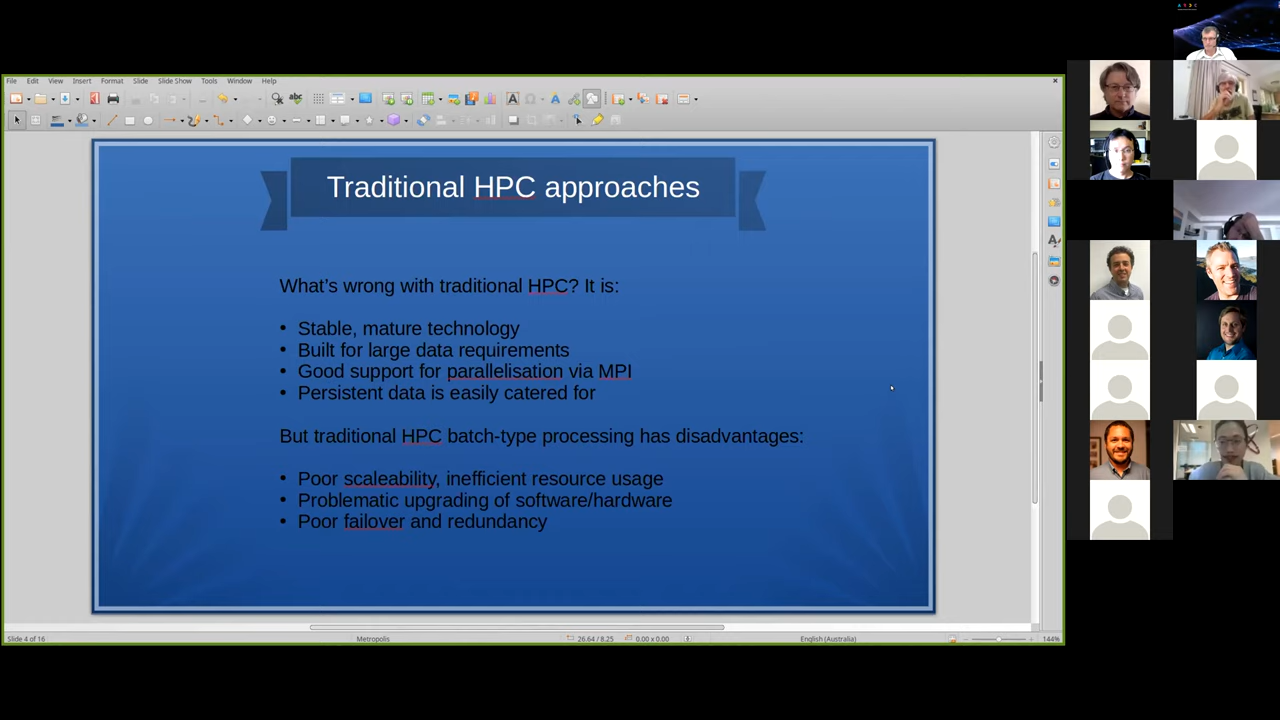 ARDC
File Edit View Insert Format Slide Slide Show Tools Window Help
Traditional HPC approaches
What’s wrong with traditional HPC? It is:
• Stable, mature technology
• Built for large data requirements
• Good support for parallelisation via MPI
• Persistent data is easily catered for
But traditional HPC batch-type processing has disadvantages:
• Poor scaleability, inefficient resource usage
• Problematic upgrading of software/hardware
• Poor failover and redundancy
Slide 4 of 16 Metropolis 26.64 / 8.25 0.00 x 0.00 English (Australia) 144%